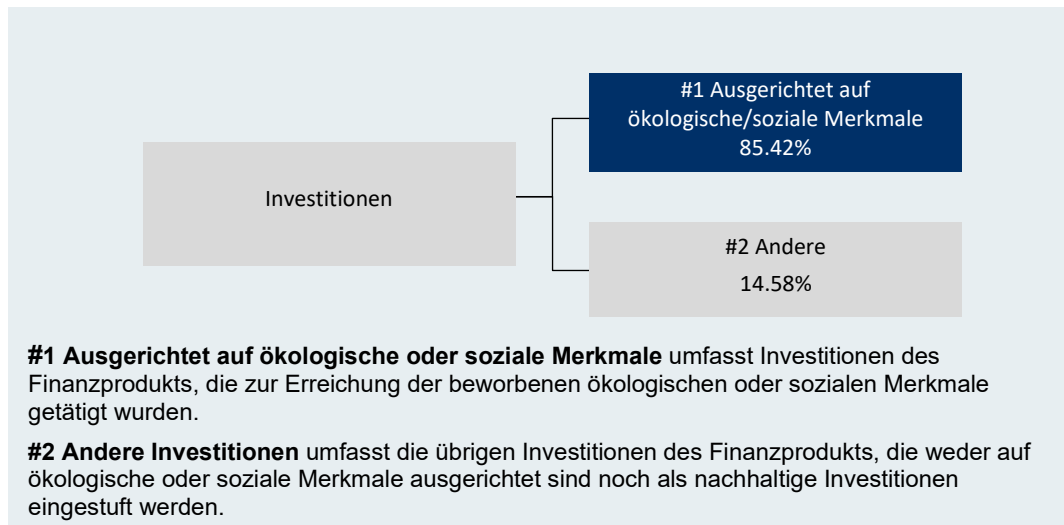 #1 Ausgerichtet auf
ökologische/soziale Merkmale
85.42%
Investitionen
#2 Andere
14.58%
#1 Ausgerichtet auf ökologische oder soziale Merkmale umfasst Investitionen des
Finanzprodukts, die zur Erreichung der beworbenen ökologischen oder sozialen Merkmale
getätigt wurden.
#2 Andere Investitionen umfasst die übrigen Investitionen des Finanzprodukts, die weder auf
ökologische oder soziale Merkmale ausgerichtet sind noch als nachhaltige Investitionen
eingestuft werden.